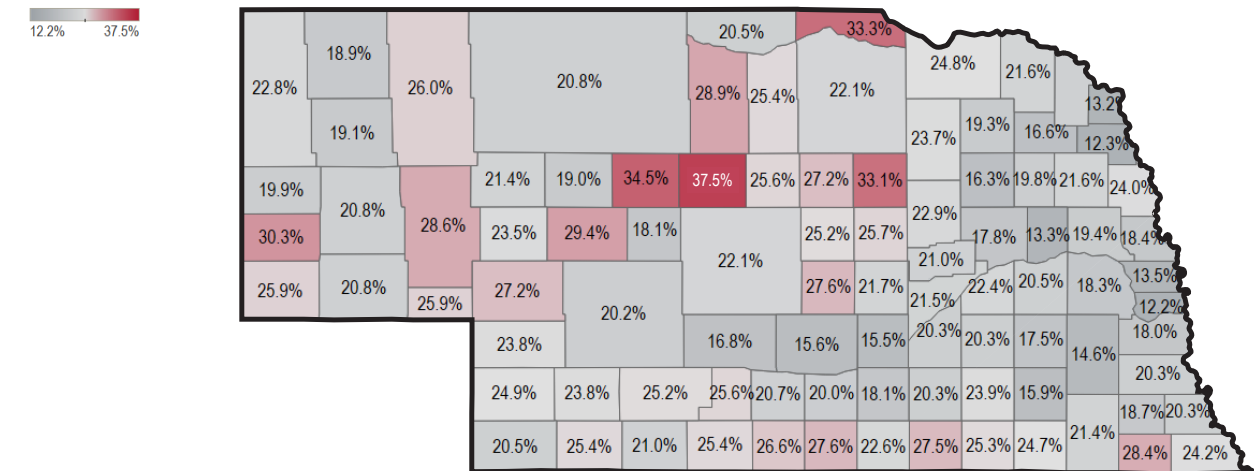 12.2% 37.5%
20.5% 33.3%
18.9% 24.8% 21.6%
22.8% 26.0% 20.8% 28.9% 25.4% 22.1% 13.2%
19.1% 23.7% 19.3% 16.6% 12.3%
19.9% 21.4% 19.0% 34.5% 37.5% 25.6% 27.2% 33.1% 16.3% 19.8% 21.6% 24.0%
20.8% 22.9%
30.3% 28.6% 23.5% 29.4% 18.1% 25.2% 25.7% 17.8% 13.3% 19.4% 18.4%
22.1% 21.0%
25.9% 20.8% 25.9% 27.2% 27.6% 21.7% 21.5% 22.4% 20.5% 18.3% 13.5%
20.2% 12.2%
23.8% 16.8% 15.6% 15.5% 20.3% 20.3% 17.5% 14.6% 18.0%
20.3%
24.9% 23.8% 25.2% 25.6% 20.7% 20.0% 18.1% 20.3% 23.9% 15.9% 18.7% 20.3%
20.5% 25.4% 21.0% 25.4% 26.6% 27.6% 22.6% 27.5% 25.3% 24.7% 21.4% 28.4% 24.2%